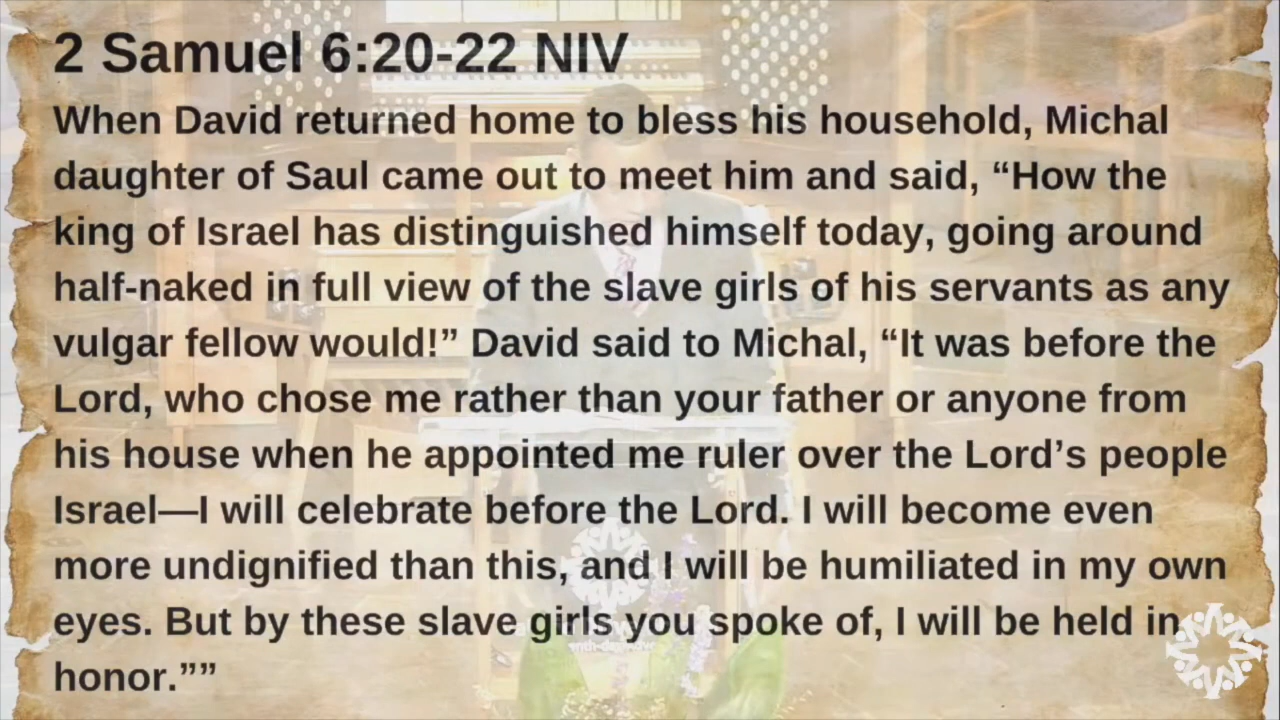 2 Samuel 6:20-22 NIV
When David returned home to bless his household, Michal
daughter of Saul came out to meet him and said, “How the
king of Israel has distinguished himself today, going around
half-naked in full view of the slave girls of his servants as any
vulgar fellow would!” David said to Michal, “It was before the
Lord, who chose me rather than your father or anyone from
his house when he appointed me ruler over the Lord’s people
Israel—I will celebrate before the Lord. I will become even
more undignified than this, and I will be humiliated in my own
eyes. But by these slave girls you spoke of, I will be held in
honor.””